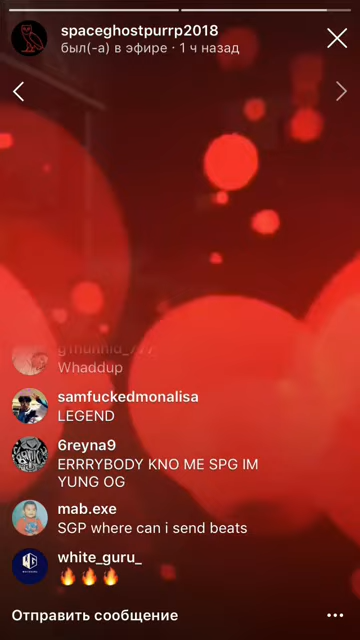 spaceghostpurrp2018
был(-а) в эфире · 1 ч назад
Whaddup
samfuckedmonalisa
LEGEND
6reyna9
ERRRYBODY KNO ME SPG IM
YUNG OG
mab.exe
SGP where can i send beats
white_guru_
🔥🔥🔥
Отправить сообщение